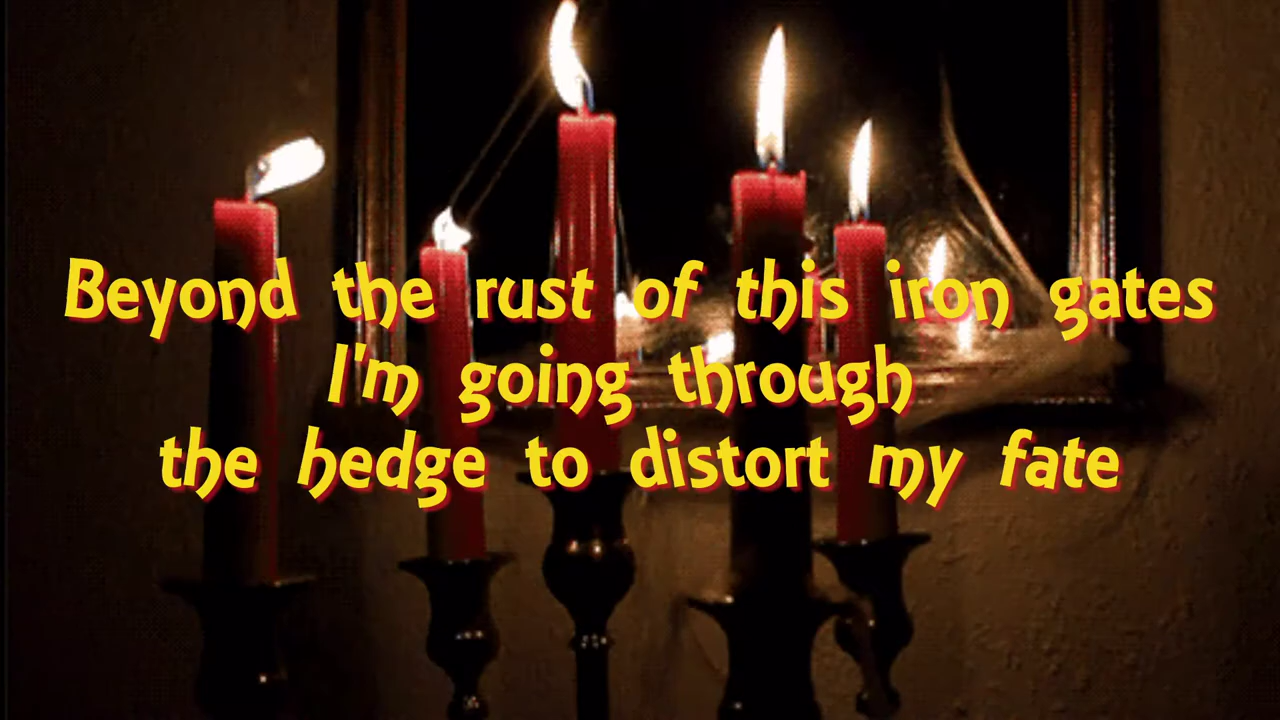 Beyond the rust of this iron gates
I'm going through
the hedge to distort my fate